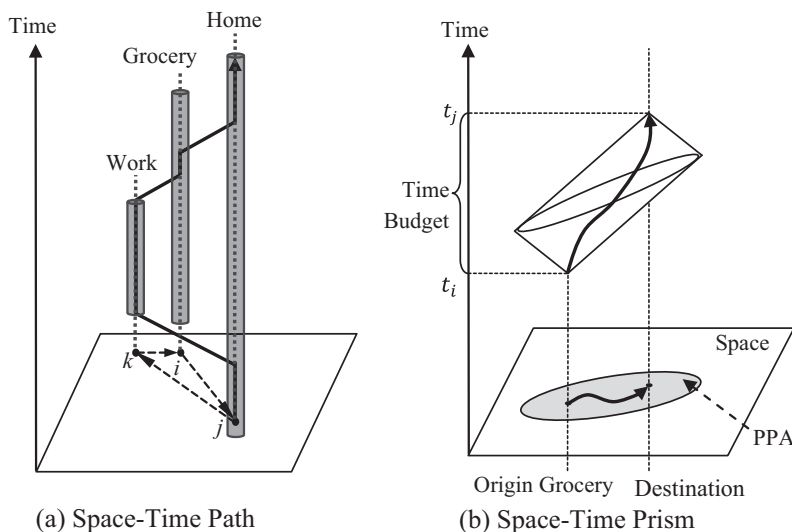 Time
Home
Grocery
Work
k
i
j
(a) Space-Time Path
Time
t_j
Time
Budget
t_i
Space
PPA
Origin Grocery
Destination
(b) Space-Time Prism